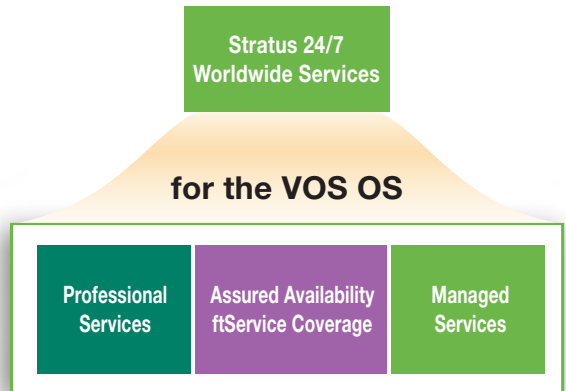 Stratus 24/7
Worldwide Services
for the VOS OS
Professional
Services
Assured Availability
ftService Coverage
Managed
Services